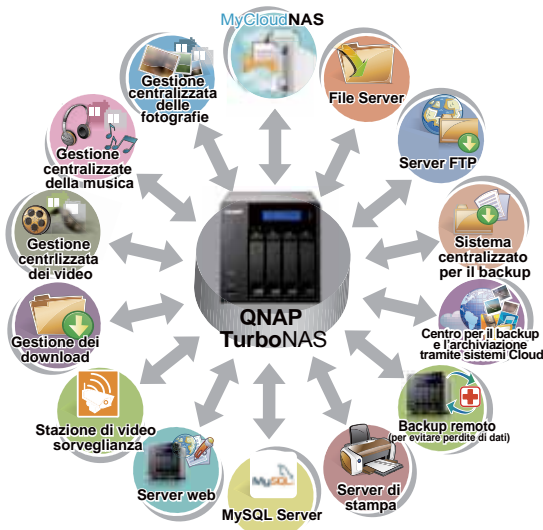 MyCloudNAS
File Server
Server FTP
Sistema
centralizzato
per il backup
Centro per il backup
e l'archiviazione
tramite sistemi Cloud
Backup remoto
(per evitare perdite di dati)
Server di
stampa
MySQL
MySQL Server
Server web
Stazione di video
sorveglianza
Gestione dei
download
Gestione
centrlizzata
dei video
Gestione
centralizzate
della musica
Gestione
centralizzata
delle
fotografie
QNAP
TurboNAS